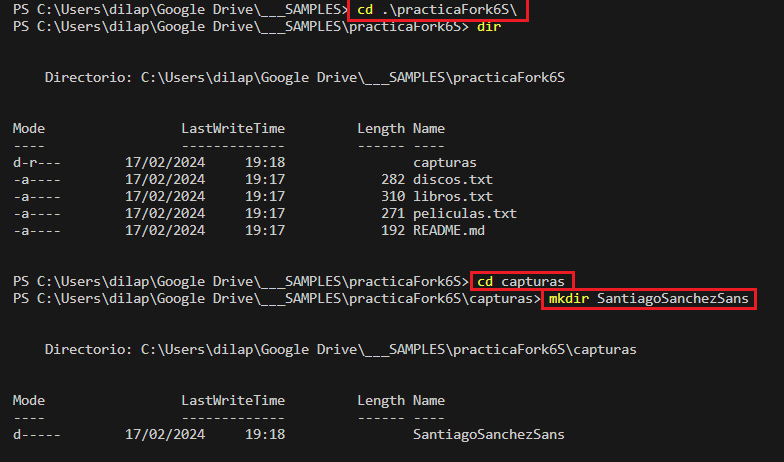 PS C:\Users\dilap\Google Drive\___SAMPLES> cd .\practicaFork6S\
PS C:\Users\dilap\Google Drive\___SAMPLES\practicaFork6S> dir
Directorio: C:\Users\dilap\Google Drive\___SAMPLES\practicaFork6S
Mode LastWriteTime Length Name
---- ------------- ------ ----
d-r--- 17/02/2024 19:18 capturas
-a---- 17/02/2024 19:17 282 discos.txt
-a---- 17/02/2024 19:17 310 libros.txt
-a---- 17/02/2024 19:17 271 peliculas.txt
-a---- 17/02/2024 19:17 192 README.md
PS C:\Users\dilap\Google Drive\___SAMPLES\practicaFork6S> cd capturas
PS C:\Users\dilap\Google Drive\___SAMPLES\practicaFork6S\capturas> mkdir SantiagoSanchezSans
Directorio: C:\Users\dilap\Google Drive\___SAMPLES\practicaFork6S\capturas
Mode LastWriteTime Length Name
---- ------------- ------ ----
d----- 17/02/2024 19:18 SantiagoSanchezSans